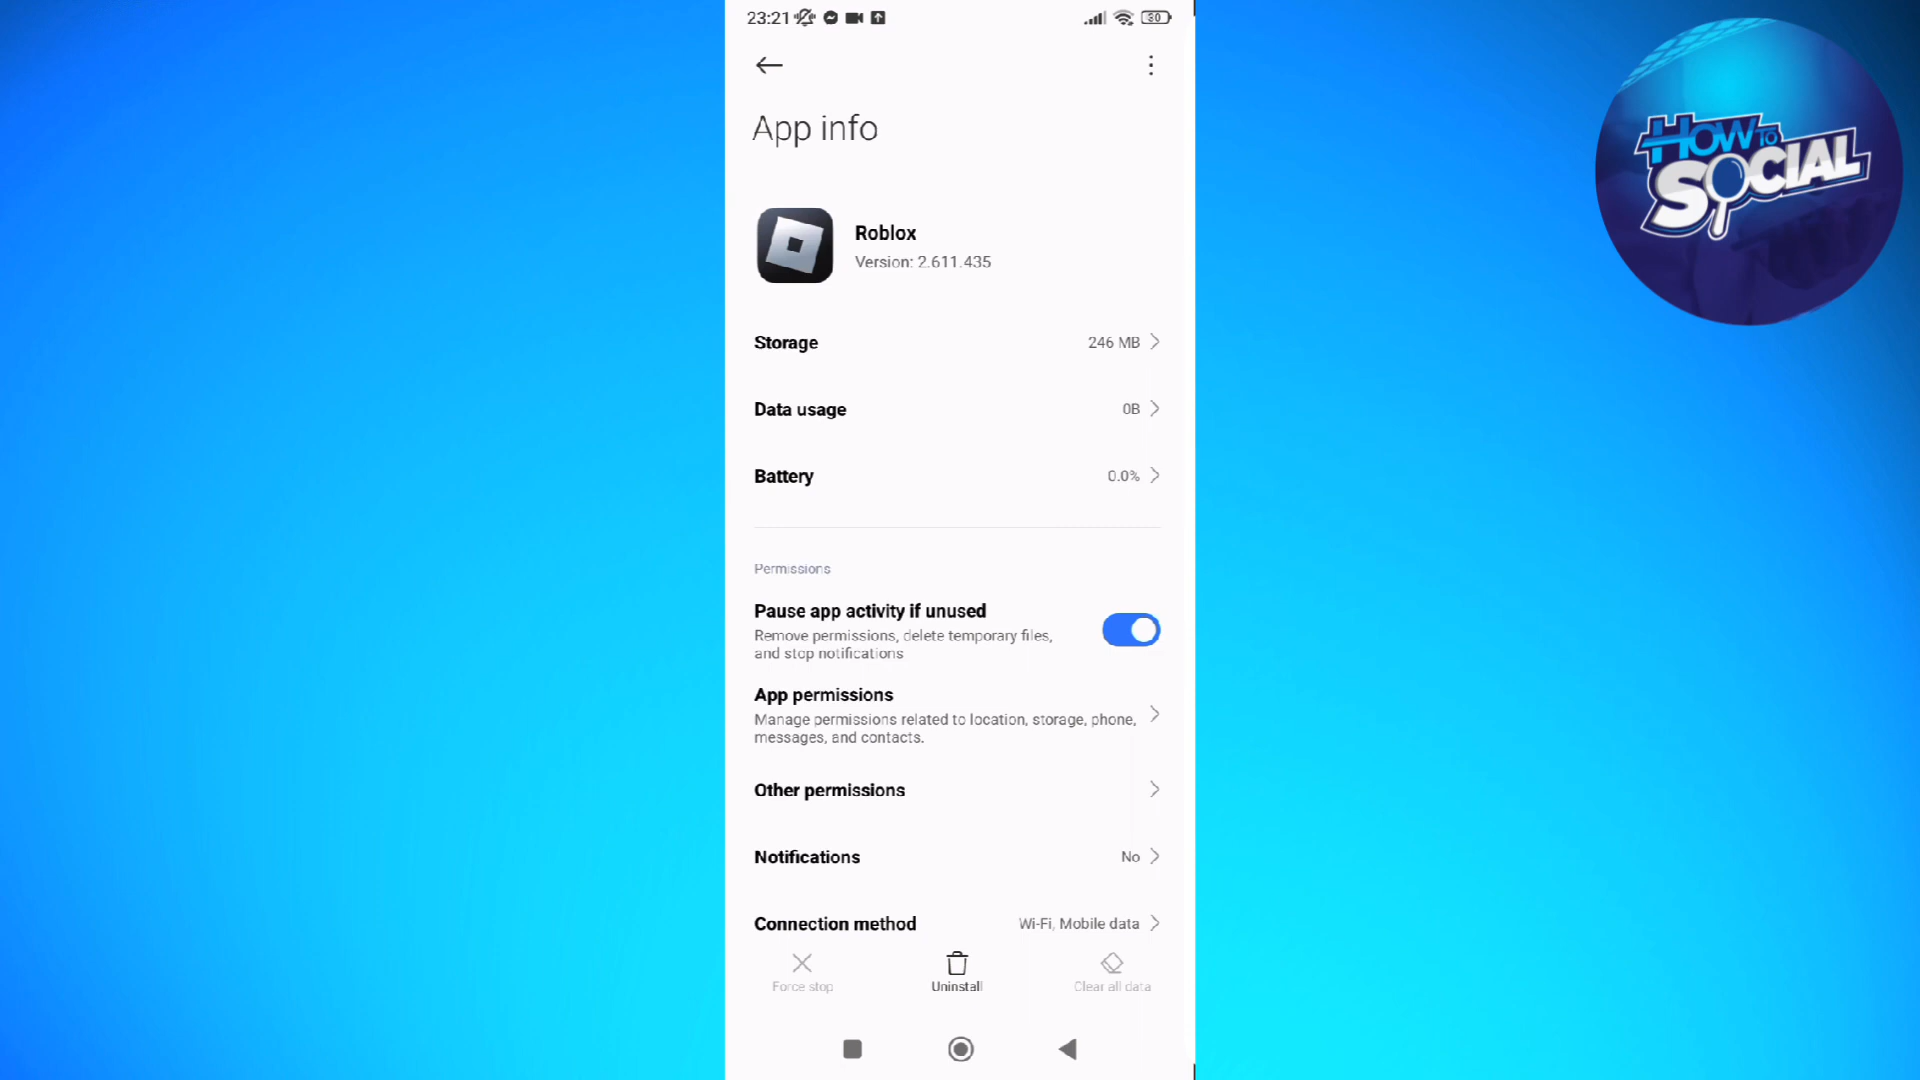 23:21
30
App info
Roblox
Version: 2.611.435
Storage
246 MB
Data usage
0B
Battery
0.0%
Permissions
Pause app activity if unused
Remove permissions, delete temporary files,
and stop notifications
App permissions
Manage permissions related to location, storage, phone,
messages, and contacts.
Other permissions
Notifications
No
Connection method
Wi-Fi, Mobile data
Force stop
Uninstall
Clear all data
HOW TO
SOCIAL